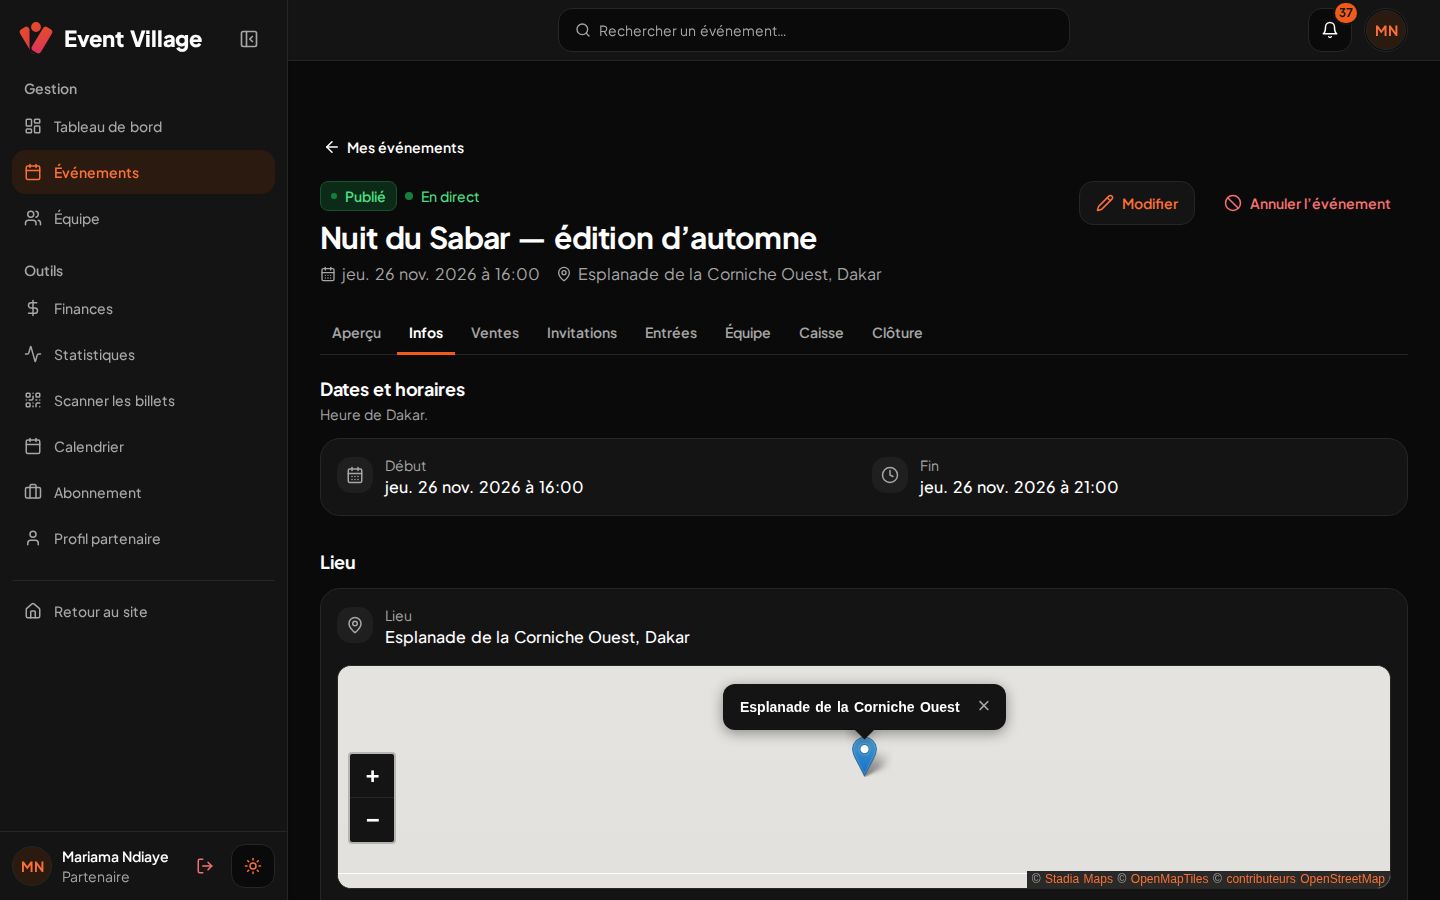 Event Village
Rechercher un événement...
37
MN
Gestion
Tableau de bord
Événements
Équipe
Outils
Finances
Statistiques
Scanner les billets
Calendrier
Abonnement
Profil partenaire
Retour au site
MN
Mariama Ndiaye
Partenaire
Mes événements
Publié
En direct
Modifier
Annuler l’événement
Nuit du Sabar — édition d’automne
jeu. 26 nov. 2026 à 16:00
Esplanade de la Corniche Ouest, Dakar
Aperçu
Infos
Ventes
Invitations
Entrées
Équipe
Caisse
Clôture
Dates et horaires
Heure de Dakar.
Début
jeu. 26 nov. 2026 à 16:00
Fin
jeu. 26 nov. 2026 à 21:00
Lieu
Lieu
Esplanade de la Corniche Ouest, Dakar
Esplanade de la Corniche Ouest ×
+
−
© Stadia Maps © OpenMapTiles © contributeurs OpenStreetMap